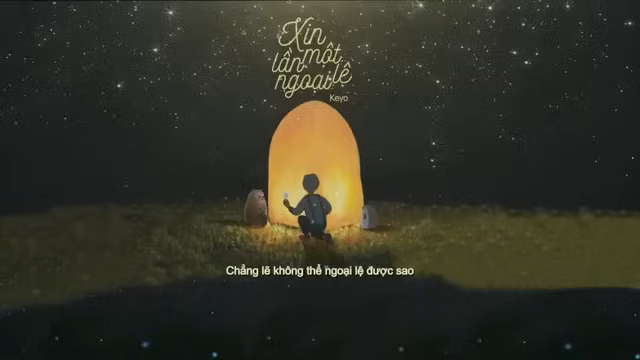 Xin
một
lần
lệ
ngoại
Keyo
Chẳng lẽ không thể ngoại lệ được sao